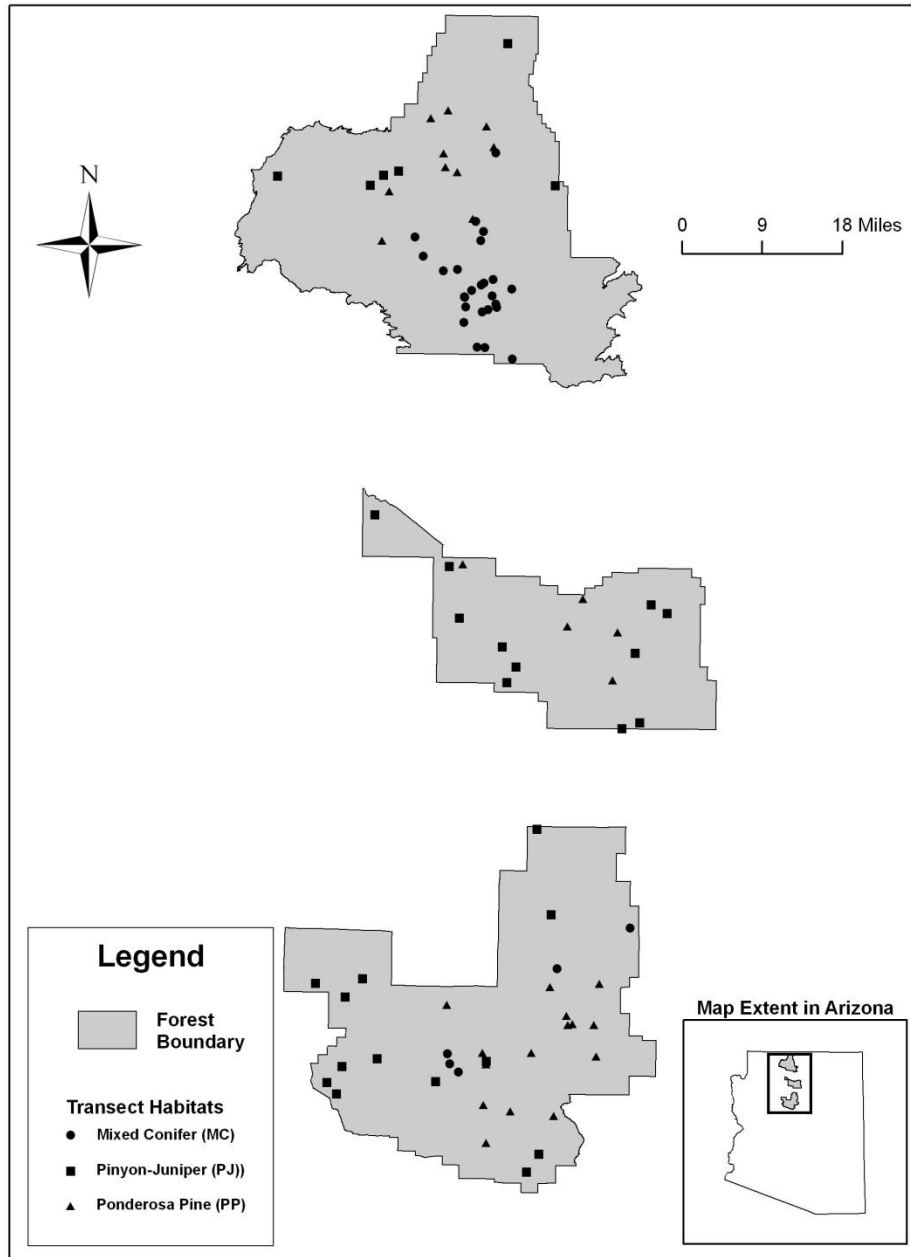 N
0 9 18 Miles
Legend
Forest
Boundary
Transect Habitats
Mixed Conifer (MC)
Pinyon-Juniper (PJ))
Ponderosa Pine (PP)
Map Extent in Arizona